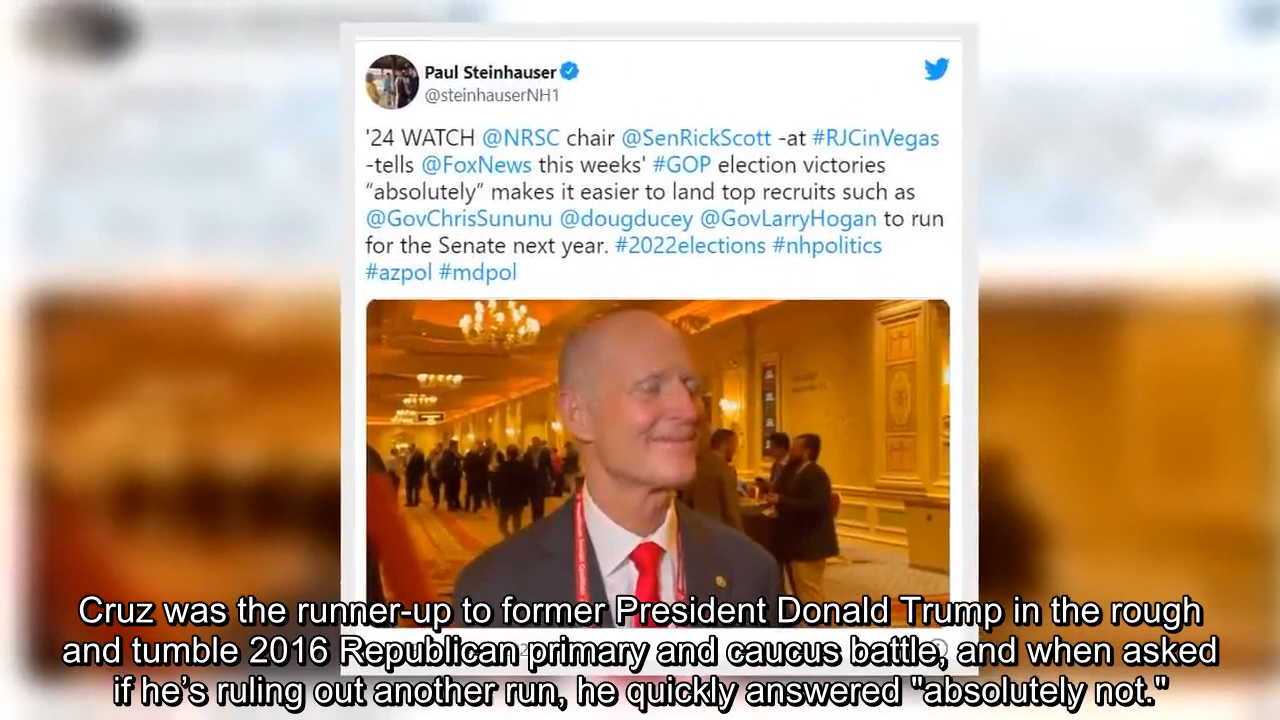 Paul Steinhauser
@steinhauserNH1
'24 WATCH @NRSC chair @SenRickScott -at #RJCinVegas
-tells @FoxNews this weeks' #GOP election victories
“absolutely” makes it easier to land top recruits such as
@GovChrisSununu @dougducey @GovLarryHogan to run
for the Senate next year. #2022elections #nhpolitics
#azpol #mdpol
Cruz was the runner-up to former President Donald Trump in the rough
and tumble 2016 Republican primary and caucus battle, and when asked
if he’s ruling out another run, he quickly answered "absolutely not."